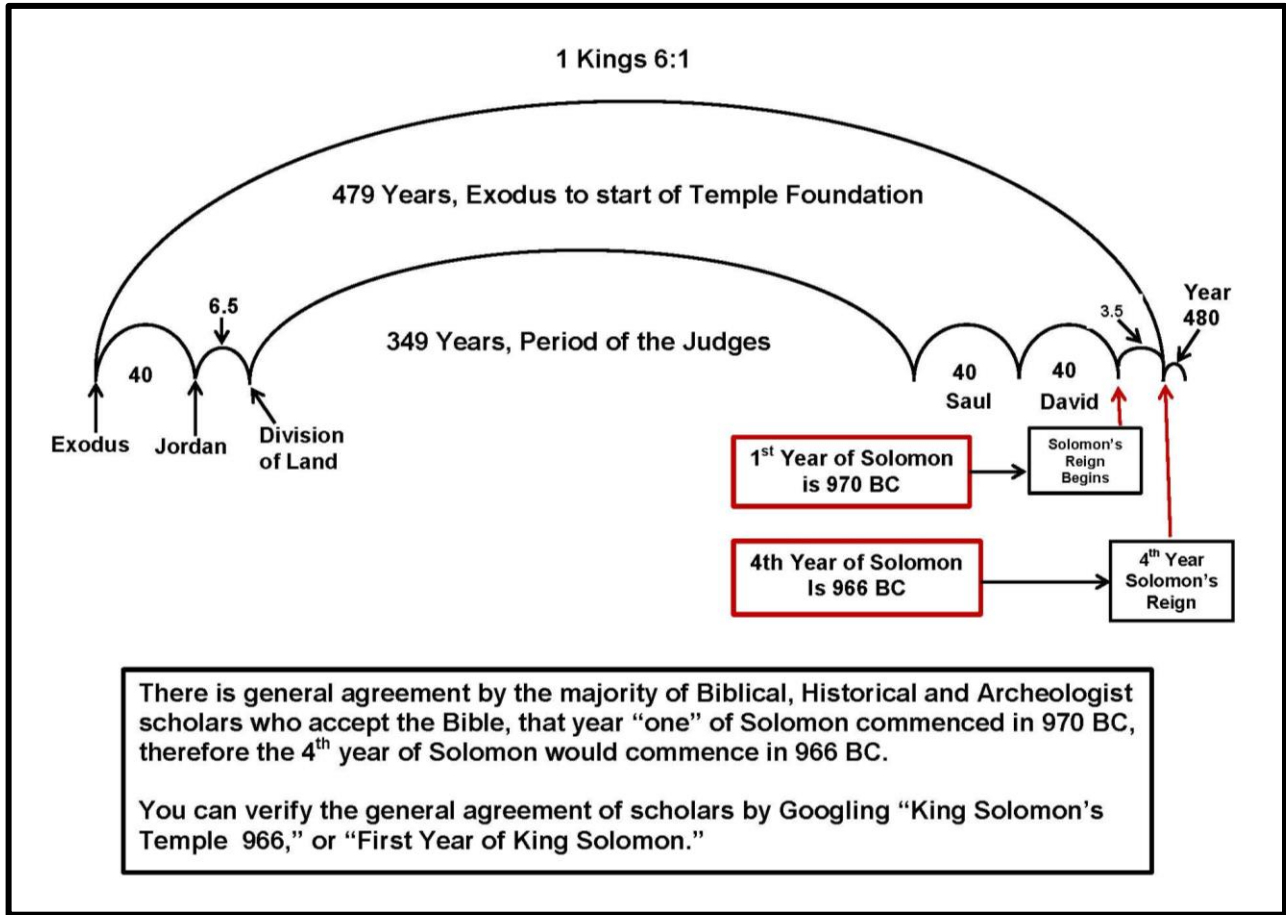 1 Kings 6:1
479 Years, Exodus to start of Temple Foundation
6.5
3.5
Year
480
349 Years, Period of the Judges
40
40
40
Saul
David
Exodus
Jordan
Division
of Land
1st Year of Solomon
is 970 BC
Solomon's
Reign
Begins
4th Year of Solomon
Is 966 BC
4th Year
Solomon's
Reign
There is general agreement by the majority of Biblical, Historical and Archeologist
scholars who accept the Bible, that year “one” of Solomon commenced in 970 BC,
therefore the 4th year of Solomon would commence in 966 BC.
You can verify the general agreement of scholars by Googling “King Solomon's
Temple 966,” or “First Year of King Solomon.”